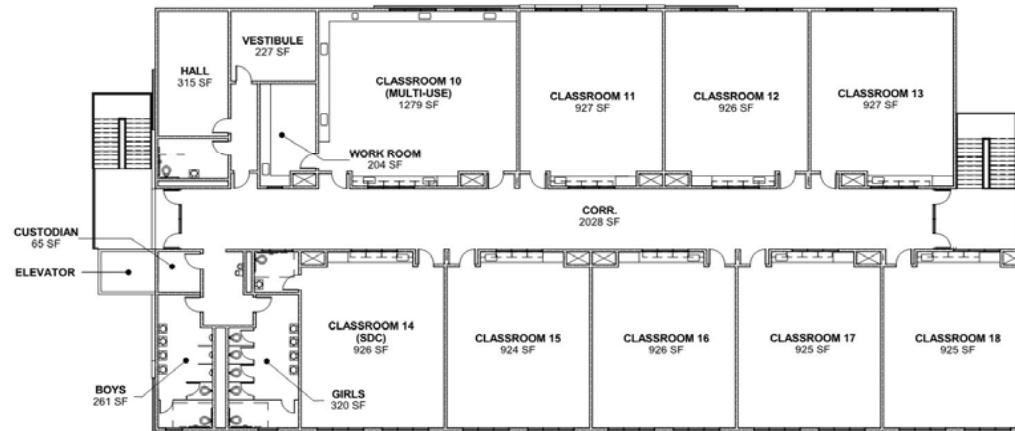 VESTIBULE
227 SF
HALL
315 SF
CLASSROOM 10
(MULTI-USE)
1279 SF
CLASSROOM 11
927 SF
CLASSROOM 12
926 SF
CLASSROOM 13
927 SF
WORK ROOM
204 SF
CORR.
2028 SF
CUSTODIAN
65 SF
ELEVATOR
CLASSROOM 14
(SDC)
926 SF
CLASSROOM 15
924 SF
CLASSROOM 16
926 SF
CLASSROOM 17
925 SF
CLASSROOM 18
925 SF
BOYS
261 SF
GIRLS
320 SF